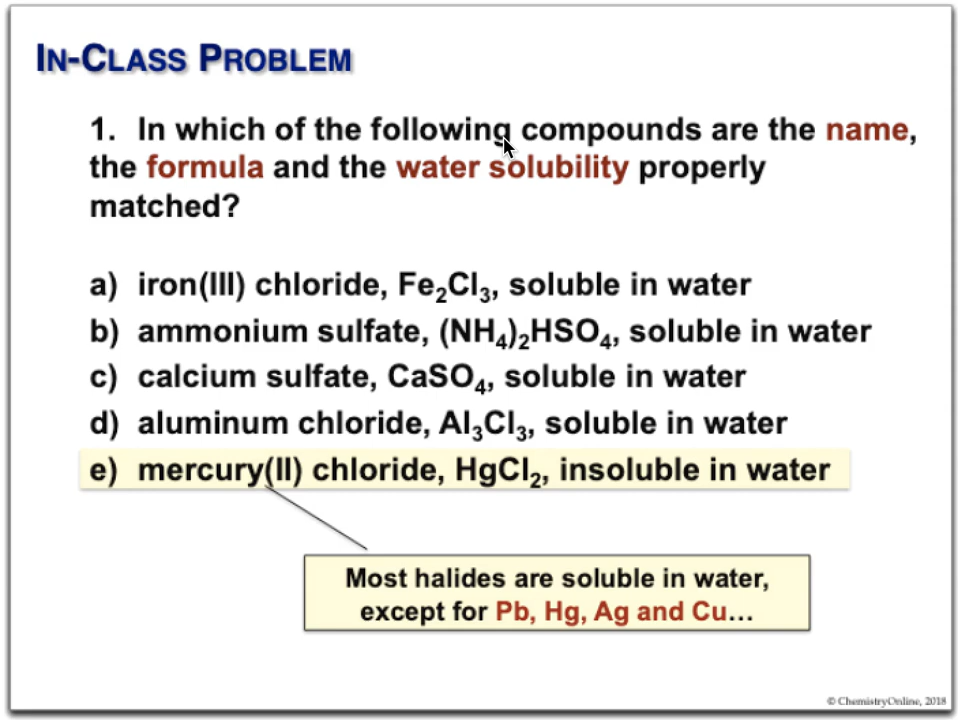 IN-CLASS PROBLEM
1. In which of the following compounds are the name,
the formula and the water solubility properly
matched?
a) iron(III) chloride, Fe₂Cl₃, soluble in water
b) ammonium sulfate, (NH₄)₂HSO₄, soluble in water
c) calcium sulfate, CaSO₄, soluble in water
d) aluminum chloride, Al₃Cl₃, soluble in water
e) mercury(II) chloride, HgCl₂, insoluble in water
Most halides are soluble in water,
except for Pb, Hg, Ag and Cu…
© ChemistryOnline, 2018